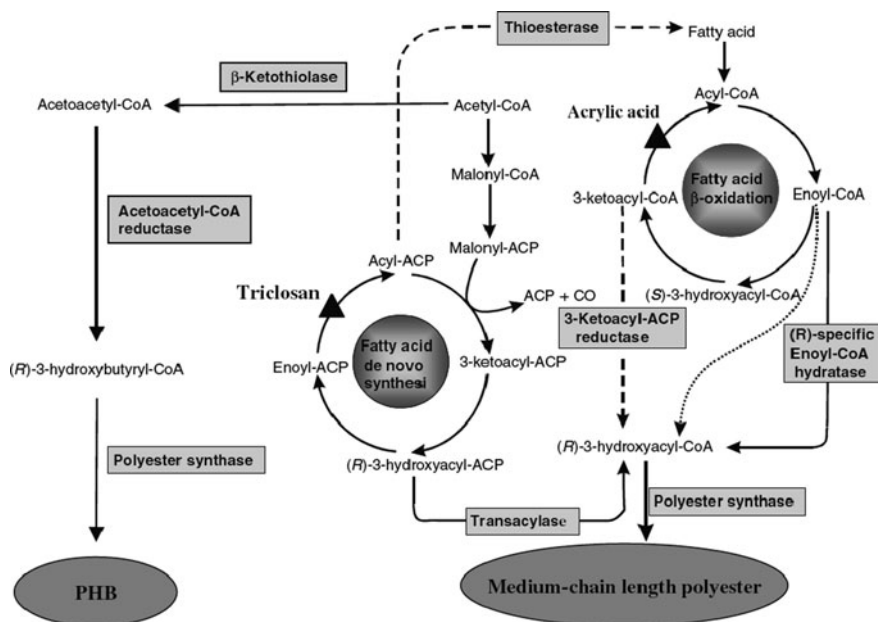 Thioesterase
Fatty acid
β-Ketothiolase
Acetoacetyl-CoA
Acetyl-CoA
Acyl-CoA
Acrylic acid
Malonyl-CoA
3-ketoacyl-CoA
Fatty acid
β-oxidation
Enoyl-CoA
Acetoacetyl-CoA
reductase
Malonyl-ACP
Acyl-ACP
Triclosan
ACP + CO
(S)-3-hydroxyacyl-CoA
3-Ketoacyl-ACP
reductase
(R)-specific
Enoyl-CoA
hydratase
(R)-3-hydroxybutyryl-CoA
Enoyl-ACP
Fatty acid
de novo
synthesi
3-ketoacyl-ACP
(R)-3-hydroxyacyl-ACP
(R)-3-hydroxyacyl-CoA
Polyester synthase
Polyester synthase
Transacylase
PHB
Medium-chain length polyester